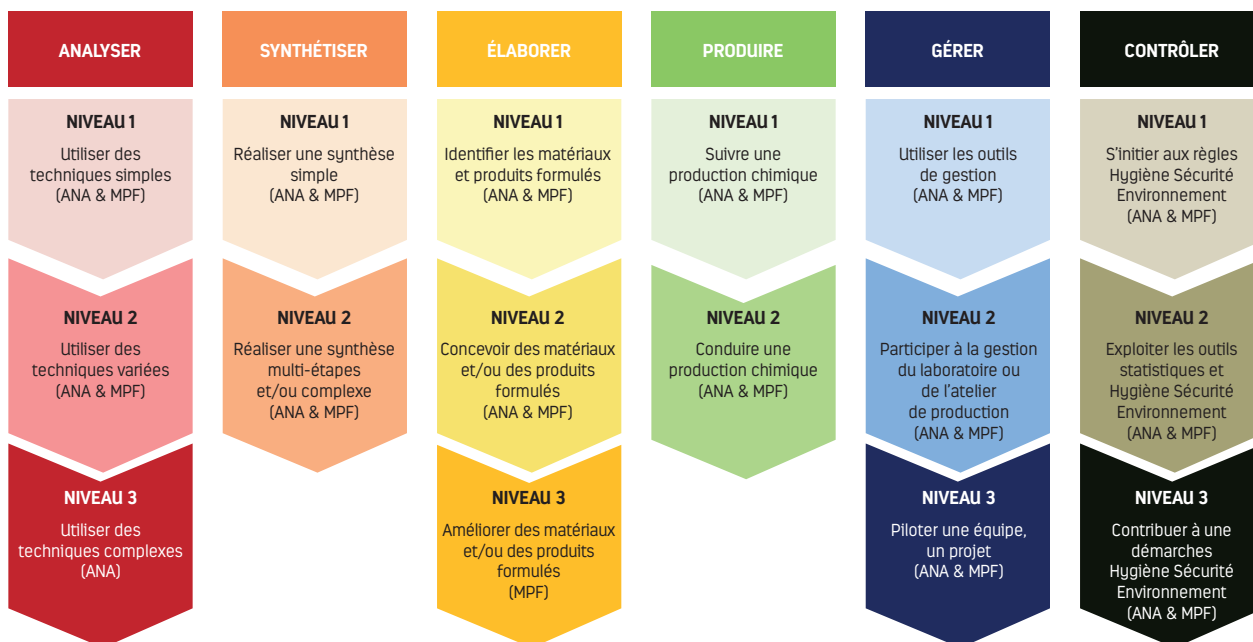 ANALYSER
NIVEAU 1
Utiliser des
techniques simples
(ANA & MPF)
NIVEAU 2
Utiliser des
techniques variées
(ANA & MPF)
NIVEAU 3
Utiliser des
techniques complexes
(ANA)
SYNTHÉTISER
NIVEAU 1
Réaliser une synthèse
simple
(ANA & MPF)
NIVEAU 2
Réaliser une synthèse
multi-étapes
et/ou complexe
(ANA & MPF)
ÉLABORER
NIVEAU 1
Identifier les matériaux
et produits formulés
(ANA & MPF)
NIVEAU 2
Concevoir des matériaux
et/ou des produits
formulés
(ANA & MPF)
NIVEAU 3
Améliorer des matériaux
et/ou des produits
formulés
(MPF)
PRODUIRE
NIVEAU 1
Suivre une
production chimique
(ANA & MPF)
NIVEAU 2
Conduire une
production chimique
(ANA & MPF)
GÉRER
NIVEAU 1
Utiliser les outils
de gestion
(ANA & MPF)
NIVEAU 2
Participer à la gestion
du laboratoire ou
de l'atelier
de production
(ANA & MPF)
NIVEAU 3
Piloter une équipe,
un projet
(ANA & MPF)
CONTRÔLER
NIVEAU 1
S'initier aux règles
Hygiène Sécurité
Environnement
(ANA & MPF)
NIVEAU 2
Exploiter les outils
statistiques et
Hygiène Sécurité
Environnement
(ANA & MPF)
NIVEAU 3
Contribuer à une
démarches
Hygiène Sécurité
Environnement
(ANA & MPF)